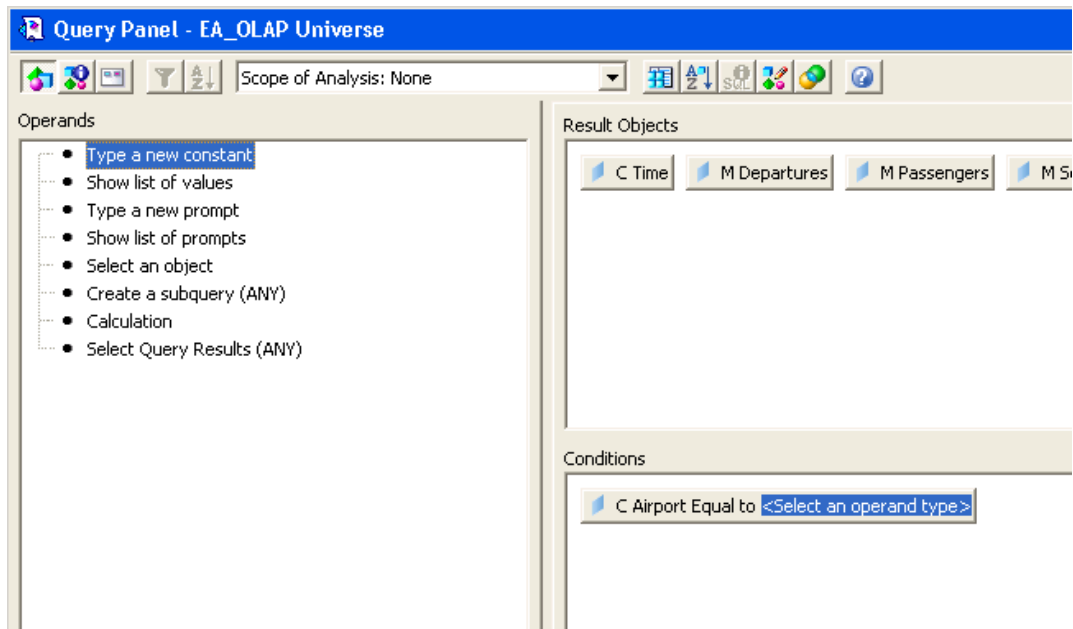 Query Panel - EA_OLAP Universe
Scope of Analysis: None
Operands
Type a new constant
Show list of values
Type a new prompt
Show list of prompts
Select an object
Create a subquery (ANY)
Calculation
Select Query Results (ANY)
Result Objects
C Time M Departures M Passengers M
Conditions
C Airport Equal to <Select an operand type>